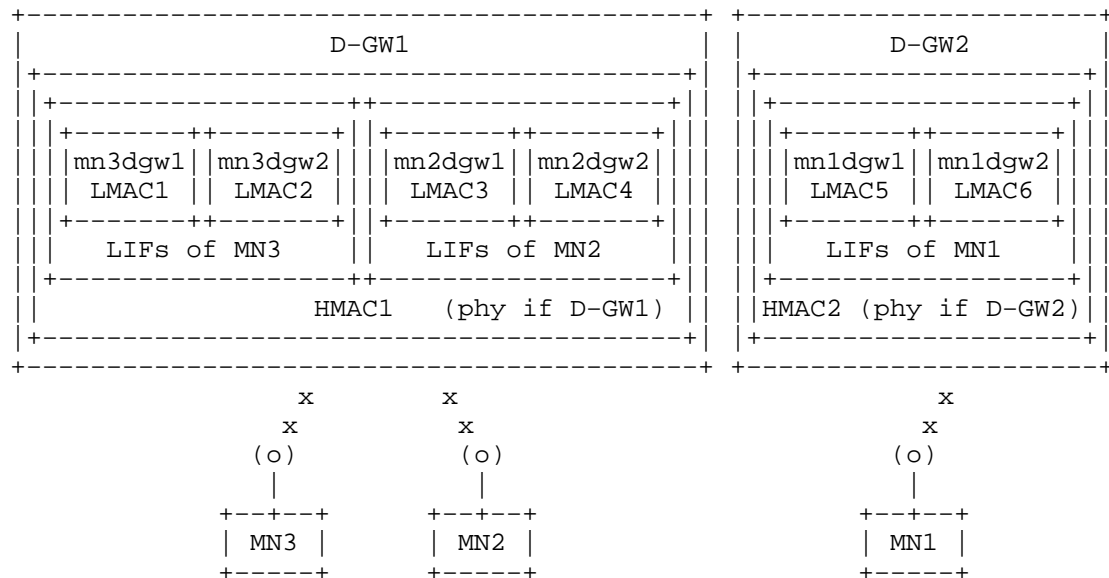 D-GW1 D-GW2
mn3dgw1 mn3dgw2 mn2dgw1 mn2dgw2 mn1dgw1 mn1dgw2
LMAC1 LMAC2 LMAC3 LMAC4 LMAC5 LMAC6
LIFs of MN3 LIFs of MN2 LIFs of MN1
HMAC1 (phy if D-GW1) HMAC2 (phy if D-GW2)
x x x
x x x
(o) (o) (o)
MN3 MN2 MN1